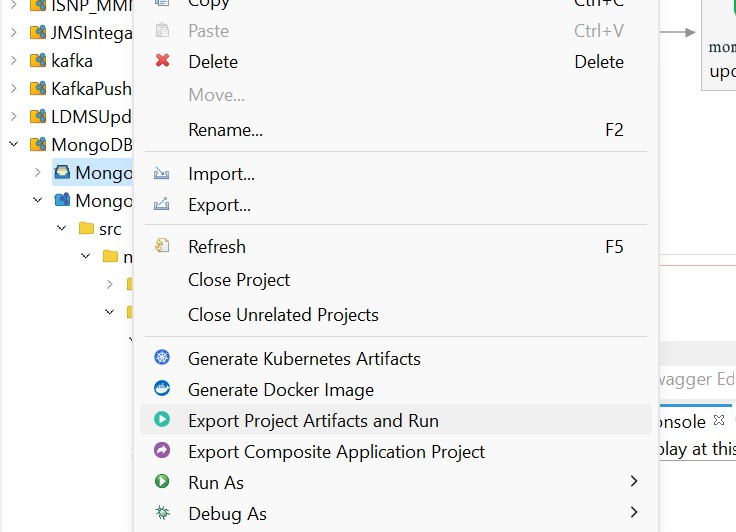 ISNP_MMM
JMSIntega
kafka
KafkaPush
LDMSUpd
MongoDB
Mongo
Mongo
src
Copy Ctrl+C
Paste Ctrl+V
Delete Delete
Move...
Rename... F2
Import...
Export...
Refresh F5
Close Project
Close Unrelated Projects
Generate Kubernetes Artifacts
Generate Docker Image
Export Project Artifacts and Run
Export Composite Application Project
Run As
Debug As
mon
upd
wagger Ed
onsole
play at this